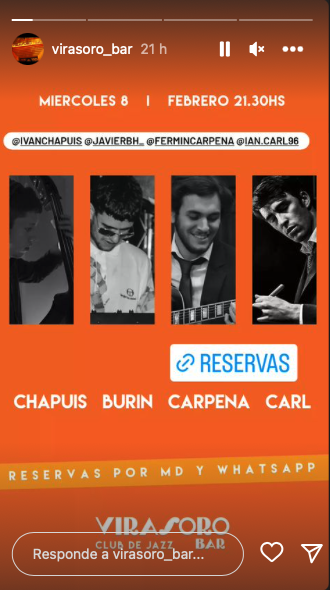 virasoro_bar 21 h
MIERCOLES 8 | FEBRERO 21.30HS
@IVANCHAPUIS @JAVIERBH_ @FERMINCARPENA @IAN.CARL96
RESERVAS
CHAPUIS BURIN CARPENA CARL
RESERVAS POR MD Y WHATSAPP
VIRASORO
CLUB DE JAZZ BAR
Responde a virasoro_bar...